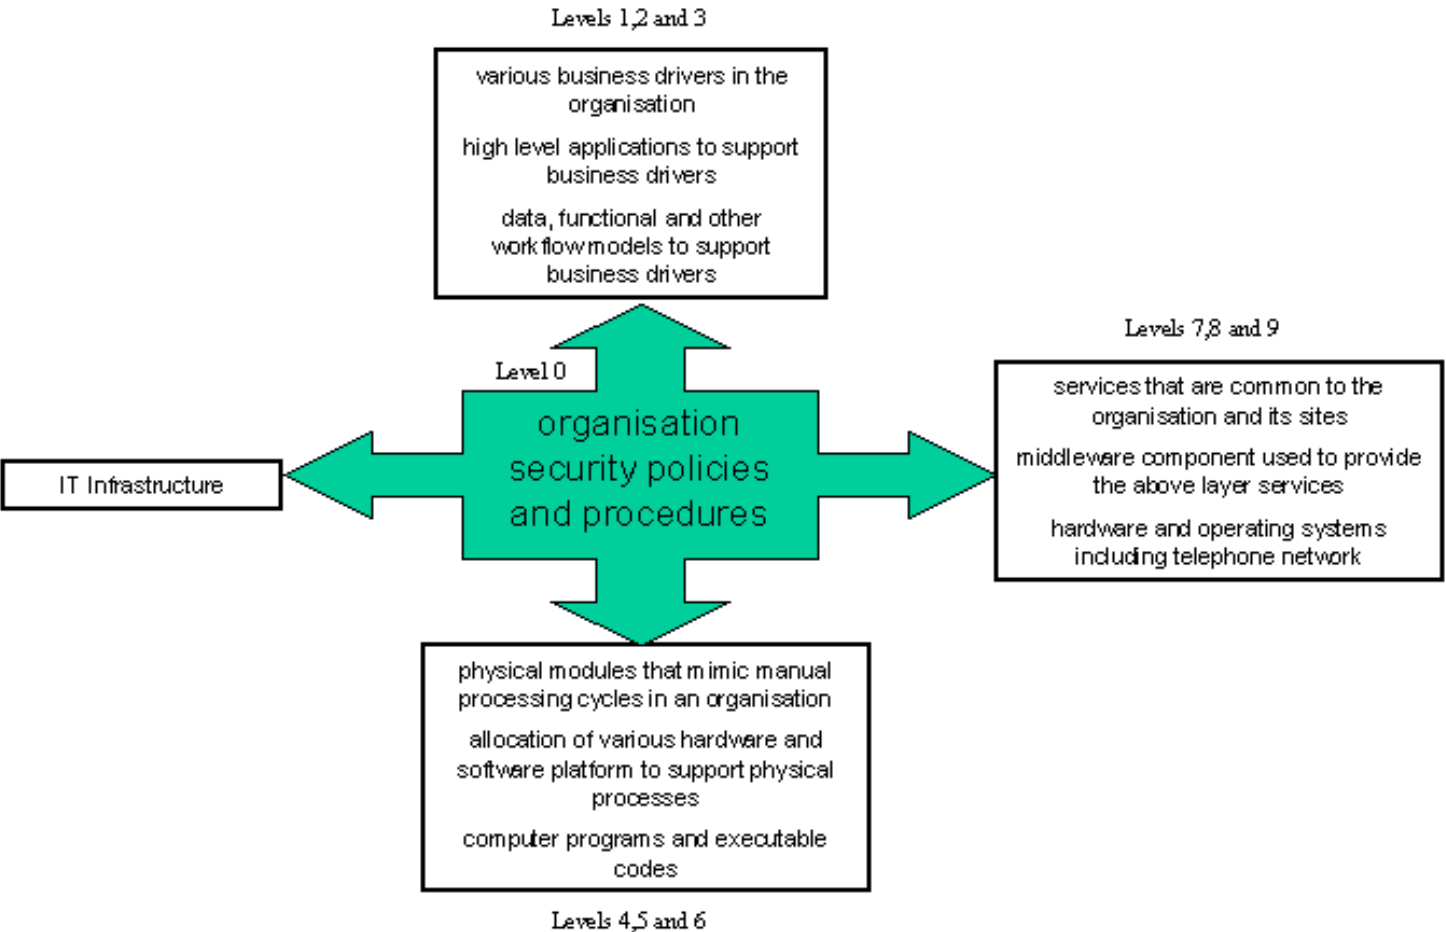 Levels 1,2 and 3
various business drivers in the
organisation
high level applications to support
business drivers
data, functional and other
workflow models to support
business drivers
Levels 7,8 and 9
services that are common to the
organisation and its sites
middleware component used to provide
the above layer services
hardware and operating systems
including telephone network
Level 0
organisation
security policies
and procedures
IT Infrastructure
physical modules that mimic manual
processing cycles in an organisation
allocation of various hardware and
software platform to support physical
processes
computer programs and executable
codes
Levels 4,5 and 6